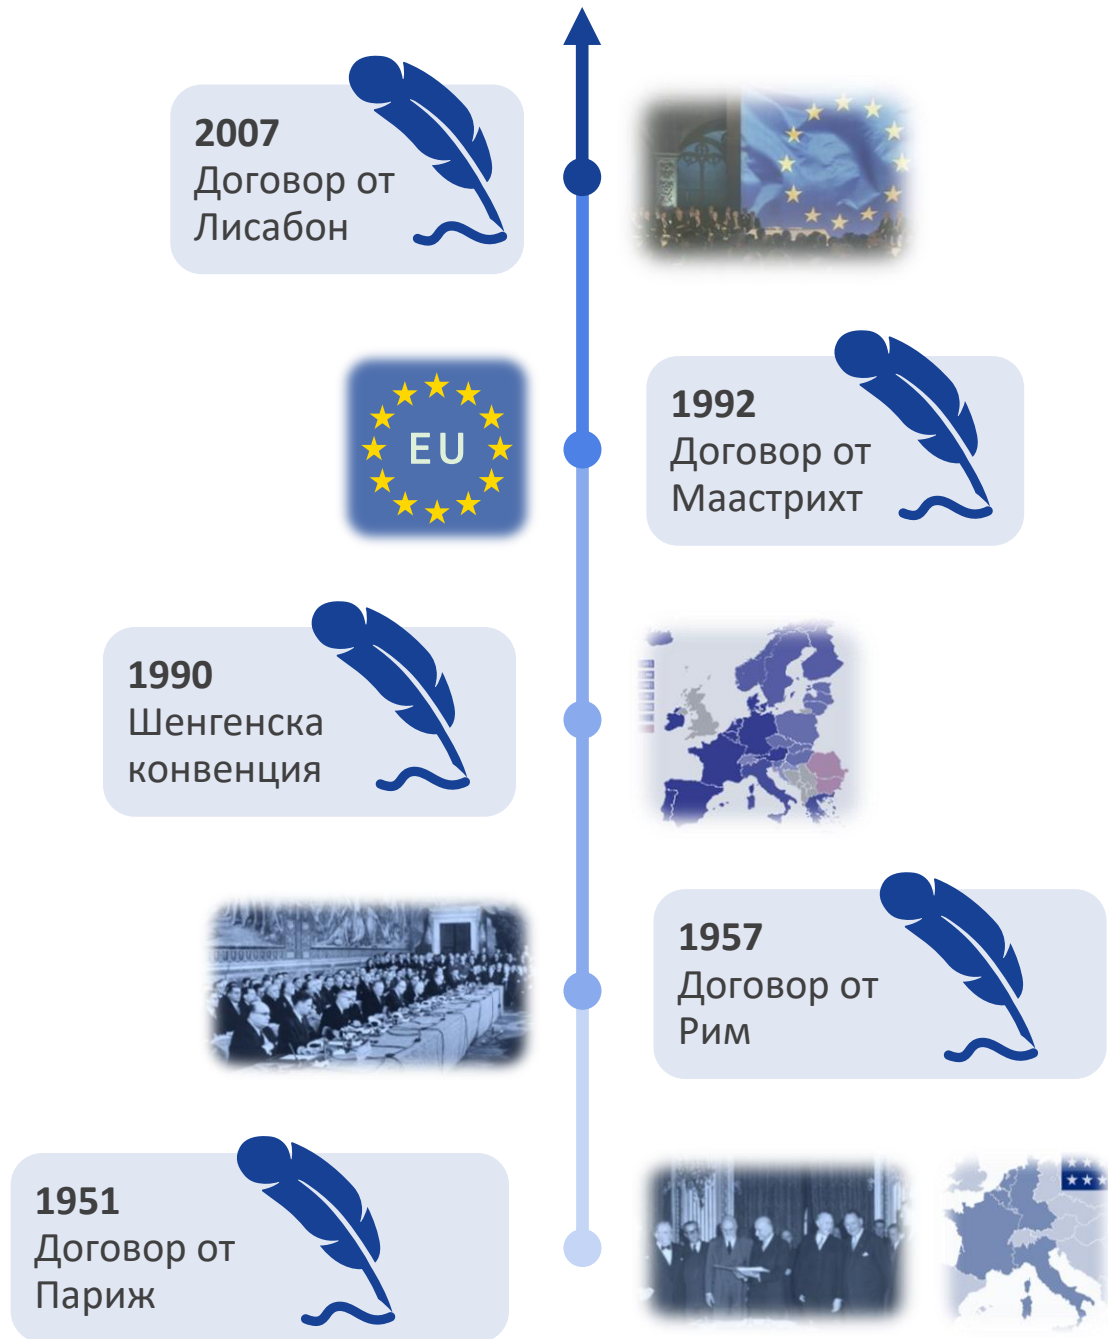 2007
Договор от
Лисабон
EU
1992
Договор от
Маастрихт
1990
Шенгенска
конвенция
1957
Договор от
Рим
1951
Договор от
Париж